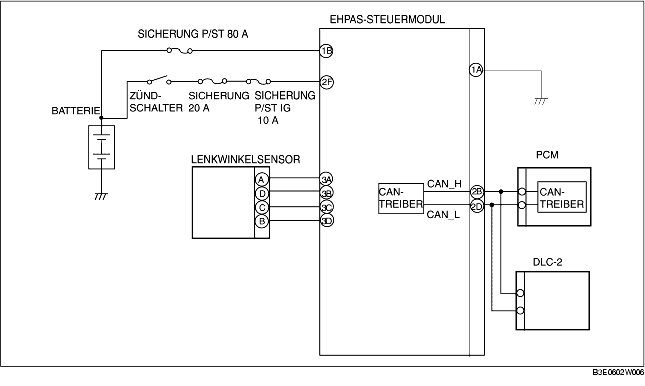 EHPAS-STEUERMODUL
SICHERUNG P/ST 80 A
1B
1A
2F
BATTERIE
ZÜND-
SCHALTER
SICHERUNG
20 A
SICHERUNG
P/ST IG
10 A
LENKWINKELSENSOR
A
D
C
B
3A
3B
3C
3D
CAN-
TREIBER
CAN_H
CAN_L
2B
2D
PCM
CAN-
TREIBER
DLC-2
B3E0602W006